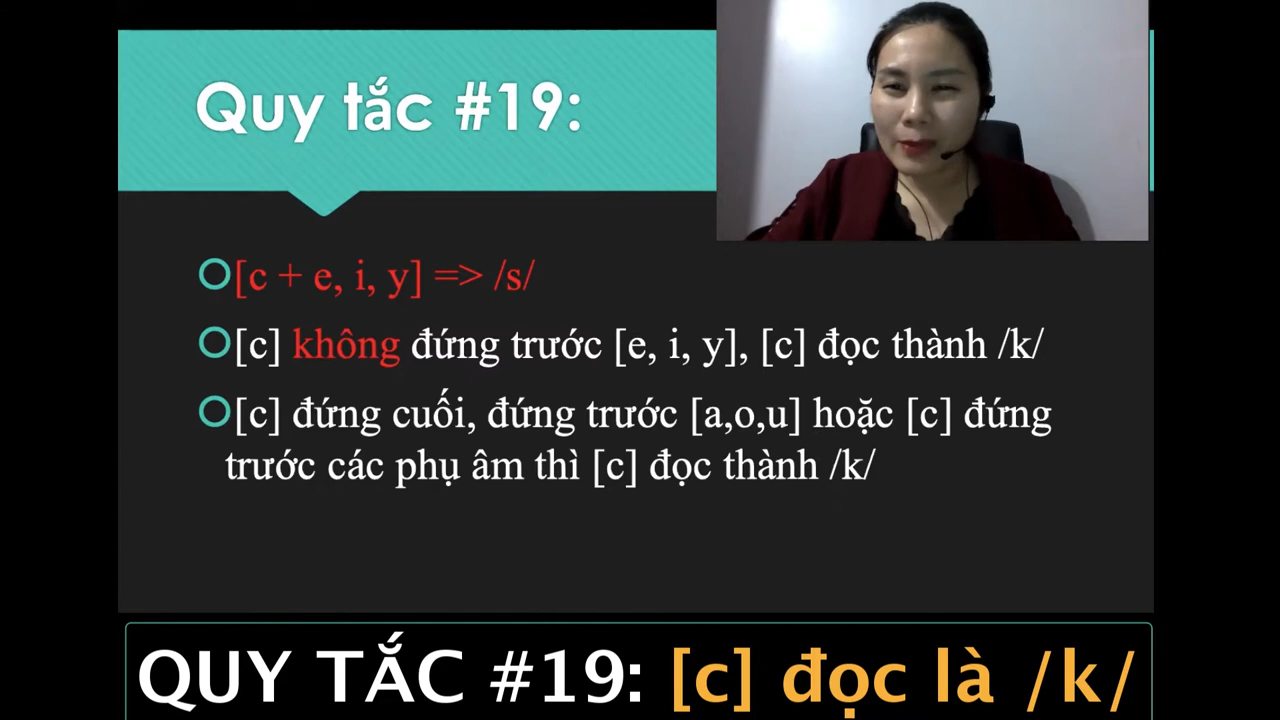 Quy tắc #19:
[c + e, i, y] => /s/
[c] không đứng trước [e, i, y], [c] đọc thành /k/
[c] đứng cuối, đứng trước [a,o,u] hoặc [c] đứng
trước các phụ âm thì [c] đọc thành /k/
QUY TẮC #19: [c] đọc là /k/